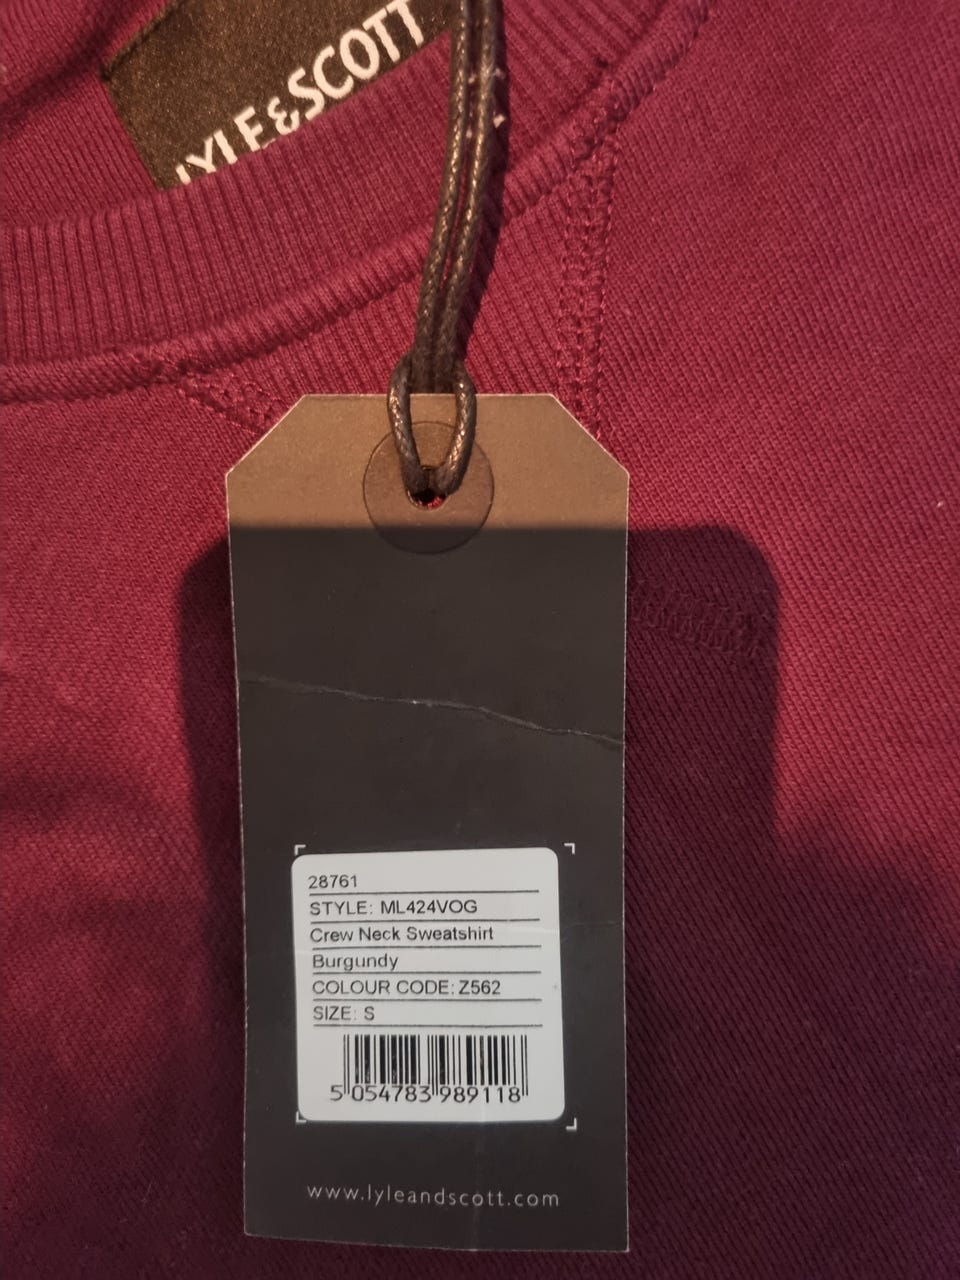 LYLE&SCOTT
28761
STYLE: ML424VOG
Crew Neck Sweatshirt
Burgundy
COLOUR CODE: Z562
SIZE: S
5 054783 989118
www.lyleandscott.com